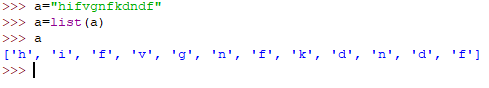 >>> a="hifvgnfkdndf"
>>> a=list(a)
>>> a
['h', 'i', 'f', 'v', 'g', 'n', 'f', 'k', 'd', 'n', 'd', 'f']
>>>